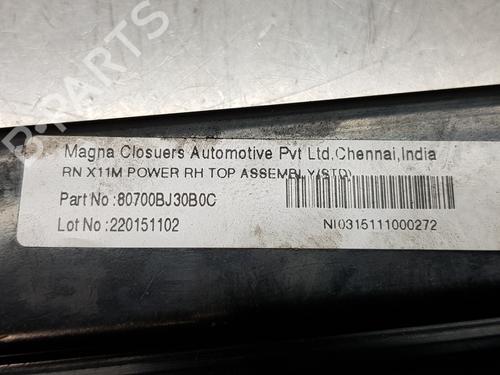 Magna Closuers Automotive Pvt Ltd,Chennai,India
RN X11M POWER RH TOP ASSEMBLY(STD)
Part No :80700BJ30B0C
Lot No :220151102
NI0315111000272
B-PARTS